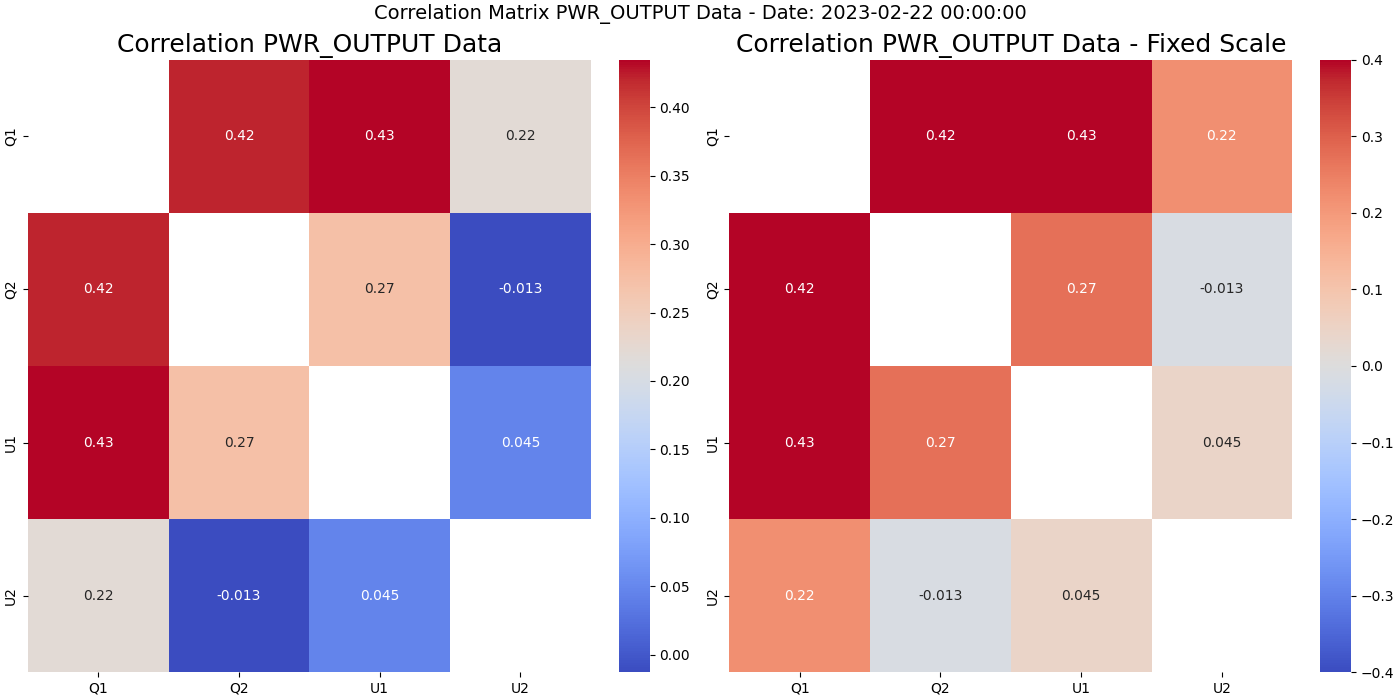 Correlation Matrix PWR_OUTPUT Data - Date: 2023-02-22 00:00:00
Correlation PWR_OUTPUT Data
Q1
0.42
0.43
0.22
Q2
0.42
0.27
-0.013
U1
0.43
0.27
0.045
U2
0.22
-0.013
0.045
Q1
Q2
U1
U2
0.40
0.35
0.30
0.25
0.20
0.15
0.10
0.05
0.00
Correlation PWR_OUTPUT Data - Fixed Scale
Q1
0.42
0.43
0.22
Q2
0.42
0.27
-0.013
U1
0.43
0.27
0.045
U2
0.22
-0.013
0.045
Q1
Q2
U1
U2
0.4
0.3
0.2
0.1
0.0
−0.1
−0.2
−0.3
−0.4